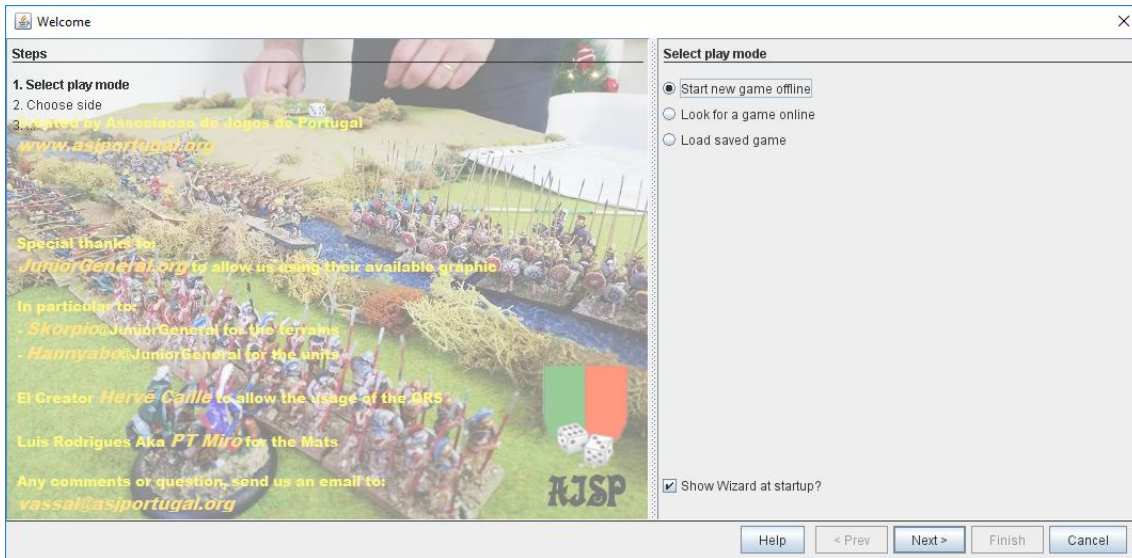 Welcome
Steps
1. Select play mode
2. Choose side
3. ...
Created by Associacao de Jogos de Portugal
www.asjportugal.org
Special thanks to:
JuniorGeneral.org to allow us using their available graphic
In particular to:
- Skorpio@JuniorGeneral for the terrains
- Hannyabo@JuniorGeneral for the units
El Creator Hervé Caille to allow the usage of the QRS
Luis Rodrigues Aka PT Miro for the Mats
Any comments or question, send us an email to:
vassal@asjportugal.org
AJSP
Select play mode
Start new game offline
Look for a game online
Load saved game
Show Wizard at startup?
Help
< Prev
Next >
Finish
Cancel